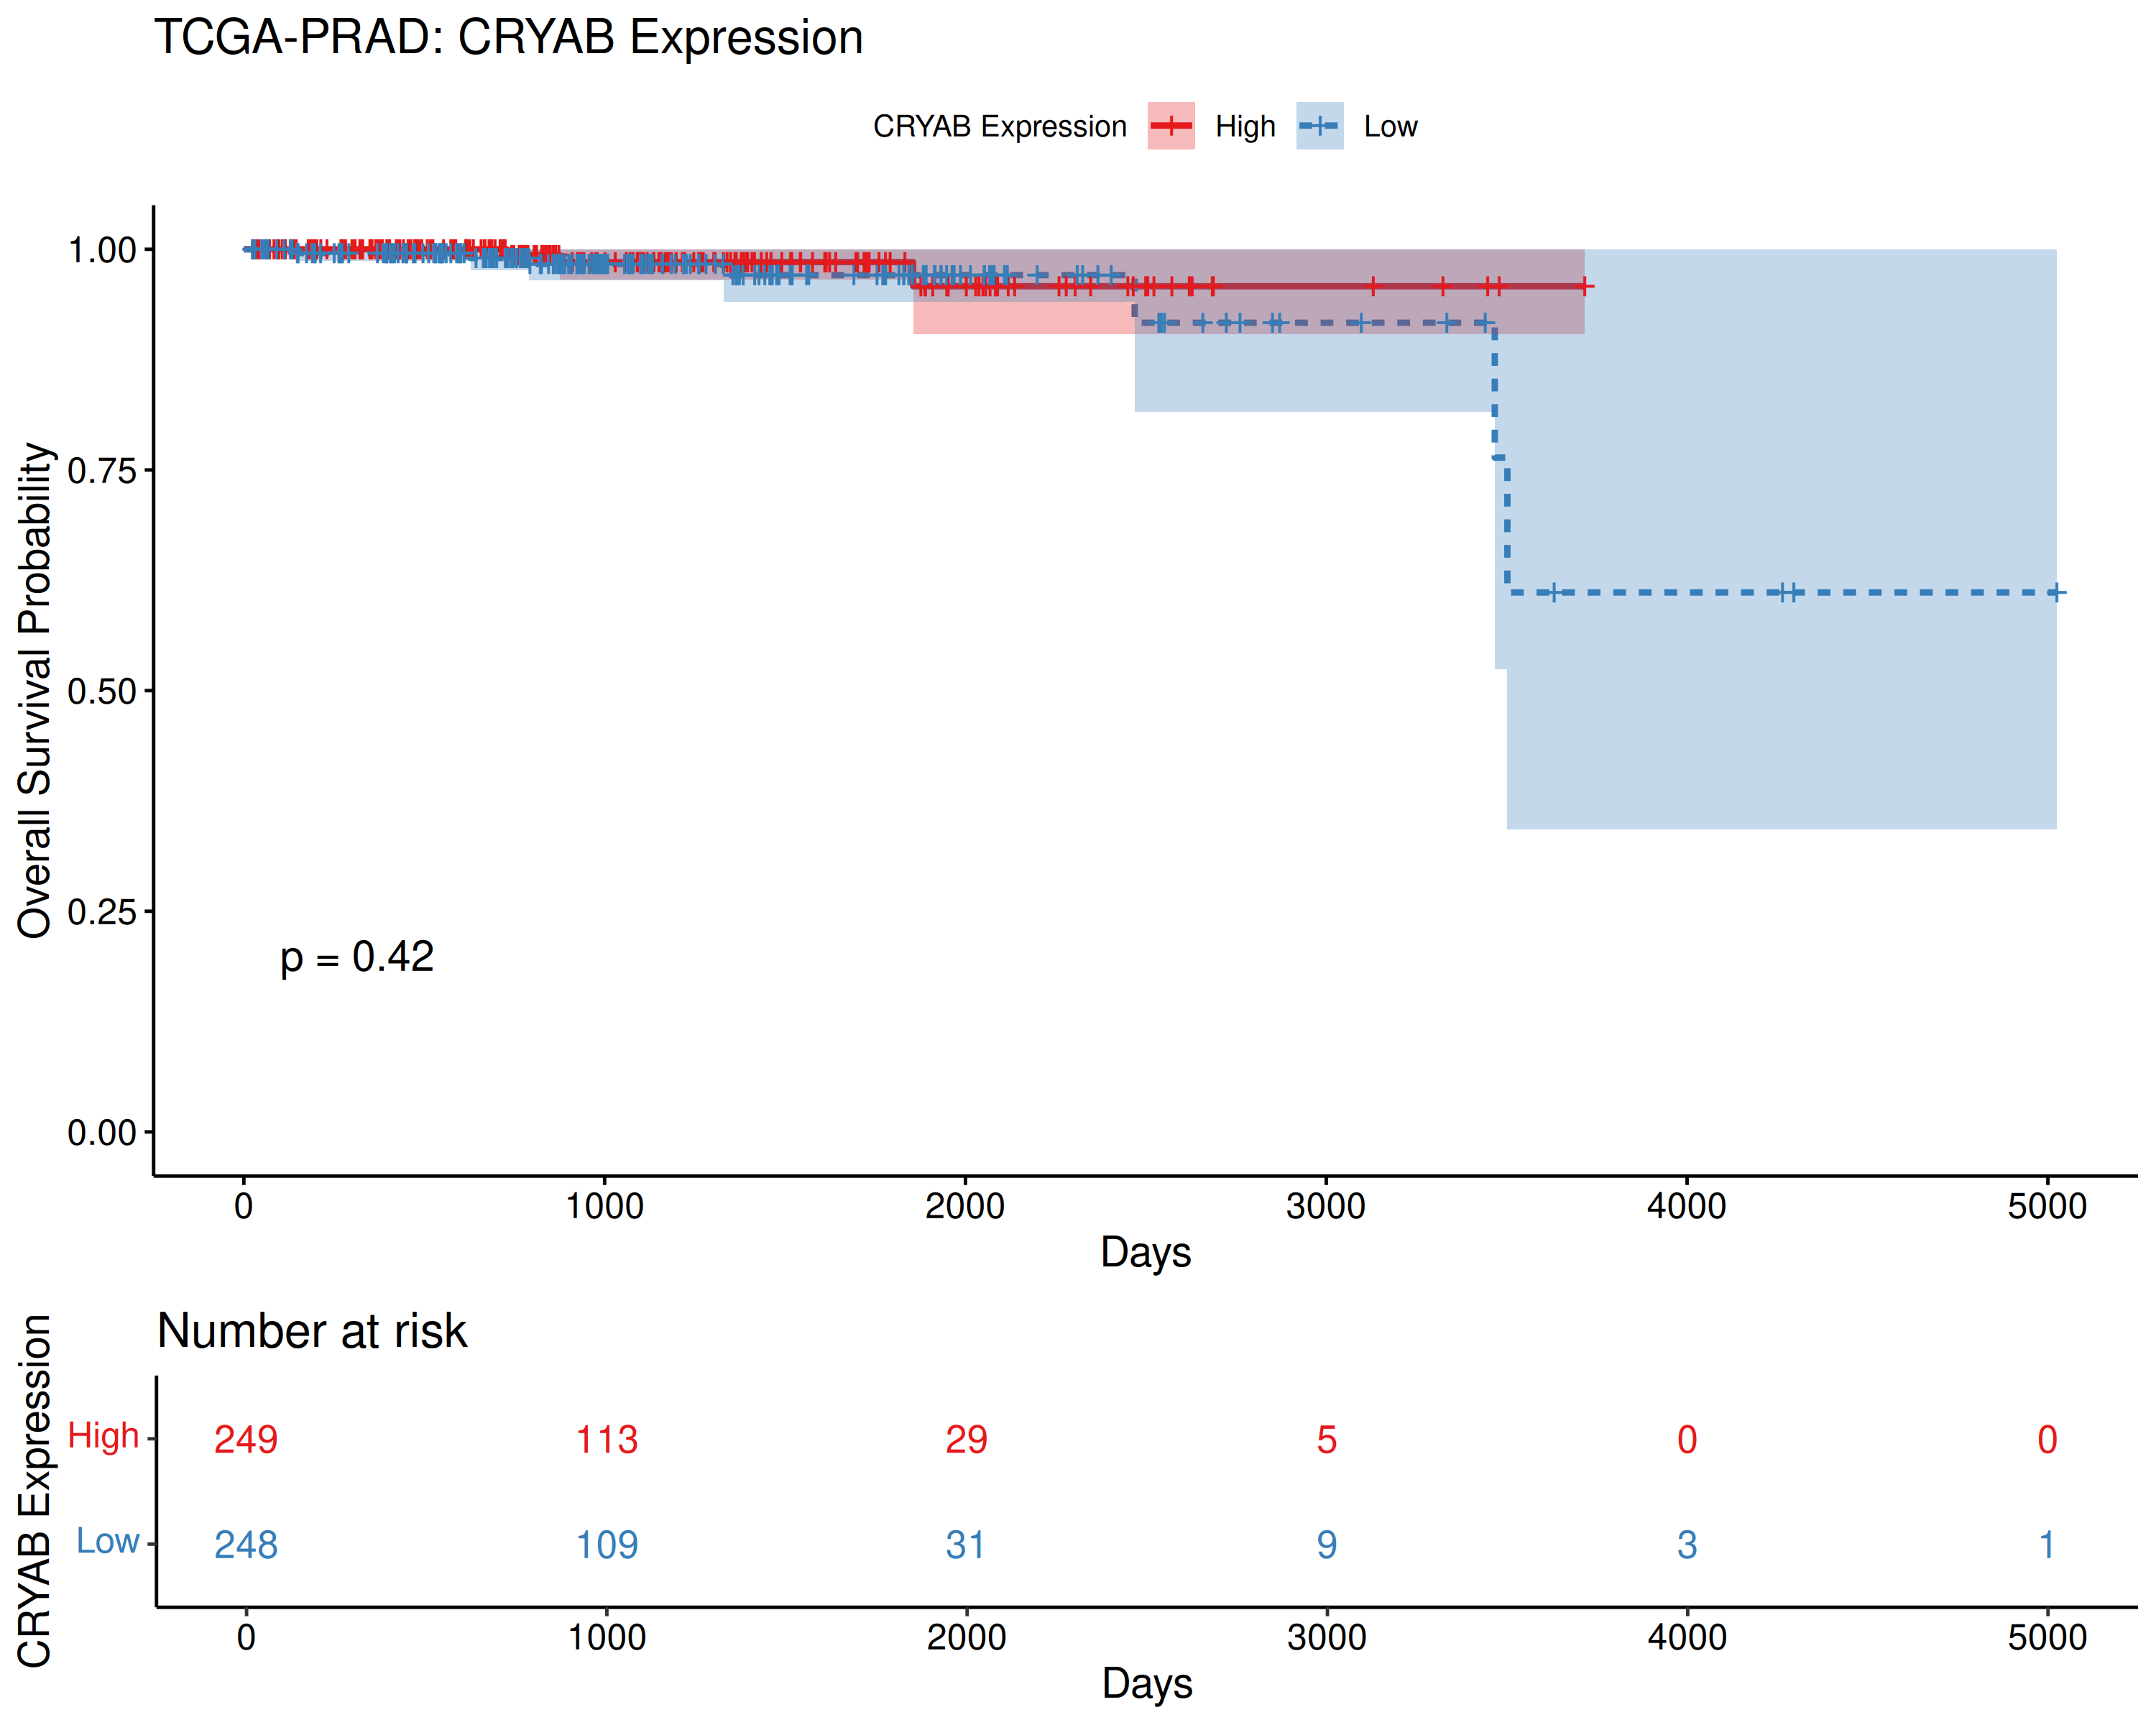 TCGA-PRAD: CRYAB Expression
CRYAB Expression High Low
Overall Survival Probability
1.00
0.75
0.50
0.25
0.00
p = 0.42
0 1000 2000 3000 4000 5000
Days
Number at risk
CRYAB Expression
High 249 113 29 5 0 0
Low 248 109 31 9 3 1
0 1000 2000 3000 4000 5000
Days